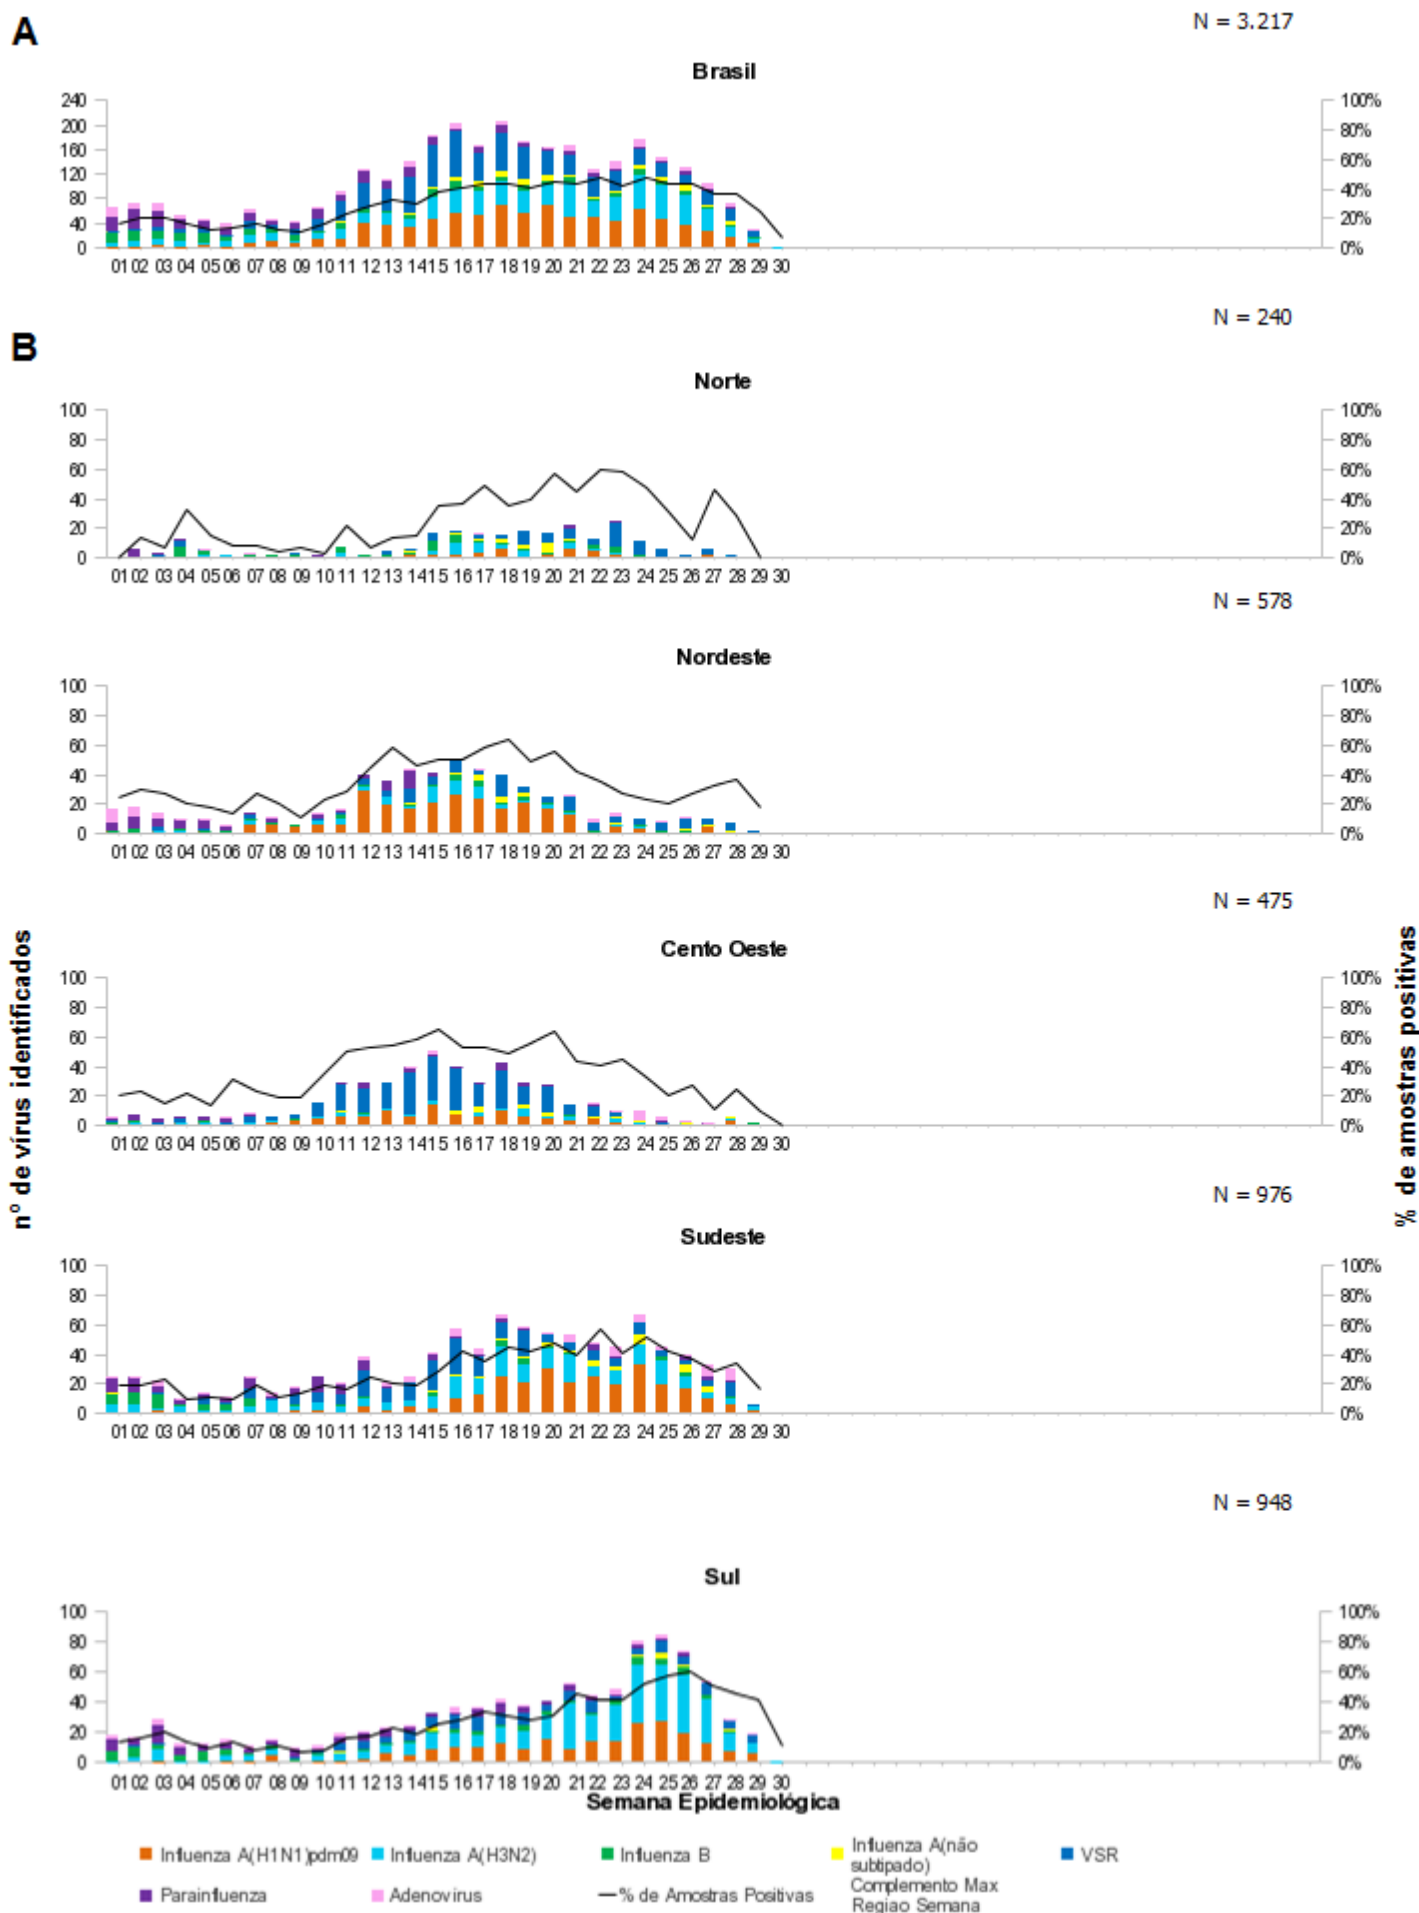 A
N = 3.217
Brasil
240 100%
200 80%
160
120 60%
80 40%
40 20%
0 0%
01 02 03 04 05 06 07 08 09 10 11 12 13 14 15 16 17 18 19 20 21 22 23 24 25 26 27 28 29 30
N = 240
B
Norte
100 100%
80 80%
60 60%
40 40%
20 20%
0 0%
01 02 03 04 05 06 07 08 09 10 11 12 13 14 15 16 17 18 19 20 21 22 23 24 25 26 27 28 29 30
N = 578
Nordeste
100 100%
80 80%
60 60%
40 40%
20 20%
0 0%
01 02 03 04 05 06 07 08 09 10 11 12 13 14 15 16 17 18 19 20 21 22 23 24 25 26 27 28 29 30
N = 475
Cento Oeste
100 100%
80 80%
60 60%
40 40%
20 20%
0 0%
01 02 03 04 05 06 07 08 09 10 11 12 13 14 15 16 17 18 19 20 21 22 23 24 25 26 27 28 29 30
nº de vírus identificados
% de amostras positivas
N = 976
Sudeste
100 100%
80 80%
60 60%
40 40%
20 20%
0 0%
01 02 03 04 05 06 07 08 09 10 11 12 13 14 15 16 17 18 19 20 21 22 23 24 25 26 27 28 29 30
N = 948
Sul
100 100%
80 80%
60 60%
40 40%
20 20%
0 0%
01 02 03 04 05 06 07 08 09 10 11 12 13 14 15 16 17 18 19 20 21 22 23 24 25 26 27 28 29 30
Semana Epidemiológica
Influenza A(H1N1)pdm09
Influenza A(H3N2)
Influenza B
Influenza A(não
subtipado)
VSR
Parainfluenza
Adenovirus
% de Amostras Positivas
Complemento Max
Regiao Semana